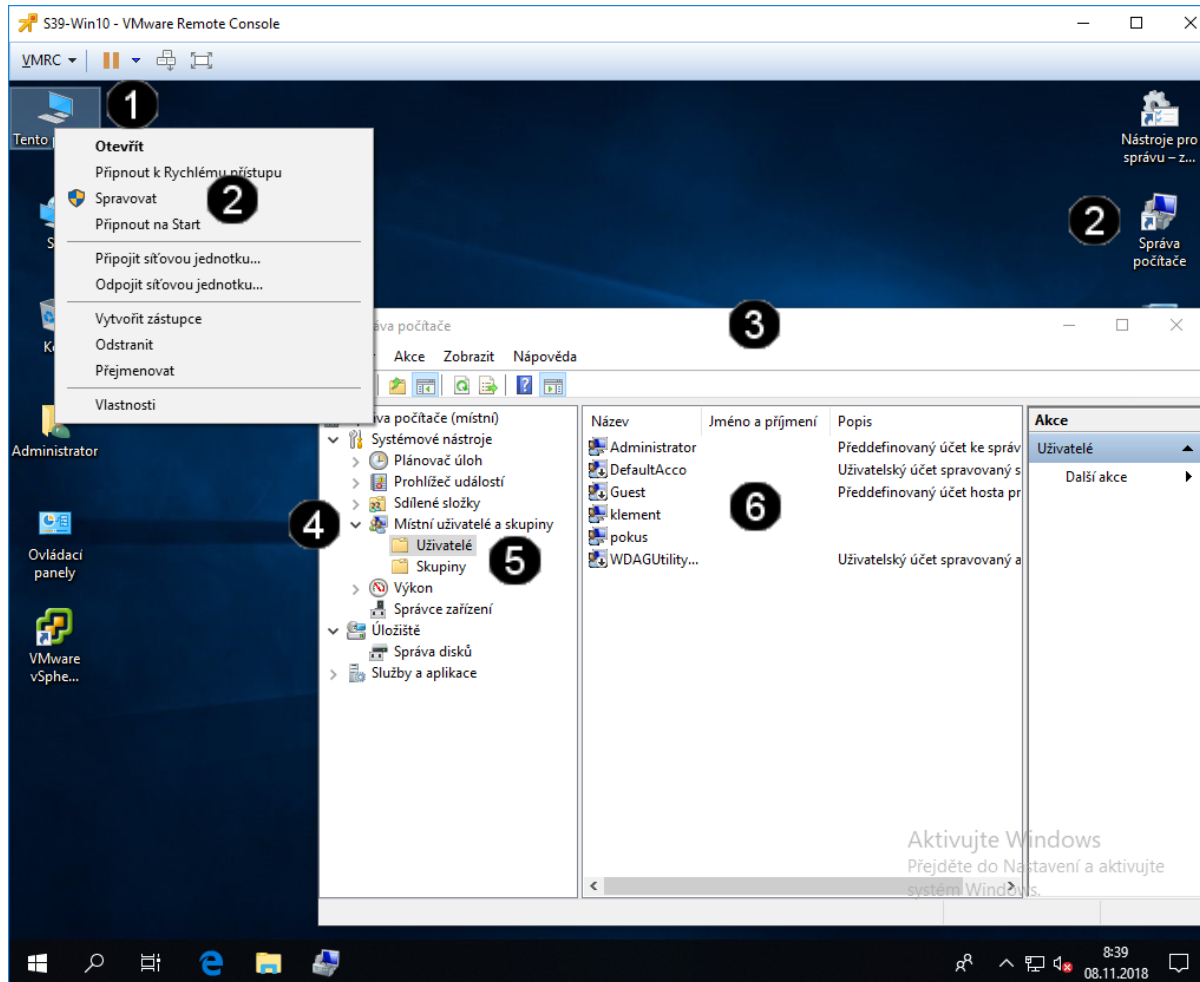 S39-Win10 - VMware Remote Console
VMRC
1
Tento
Otevřít
Připnout k Rychlému přístupu
Spravovat
2
Připnout na Start
Připojit síťovou jednotku...
Odpojit síťovou jednotku...
Vytvořit zástupce
Odstranit
Přejmenovat
Vlastnosti
Nástroje pro
správu – z...
2
Správa
počítače
Administrator
Ovládací
panely
VMware
vSphe...
počítače
3
Akce Zobrazit Nápověda
počítače (místní)
Systémové nástroje
Plánovač úloh
Prohlížeč událostí
Sdílené složky
4
Místní uživatelé a skupiny
Uživatelé
5
Skupiny
Výkon
Správce zařízení
Úložiště
Správa disků
Služby a aplikace
Název Jméno a příjmení Popis
Administrator Předdefinovaný účet ke správ
DefaultAcco Uživatelský účet spravovaný s
Guest Předdefinovaný účet hosta pr
6
klement
pokus
WDAGUtility... Uživatelský účet spravovaný a
Akce
Uživatelé
Další akce
Aktivujte Windows
Přejděte do Nastavení a aktivujte
systém Windows.
8:39
08.11.2018